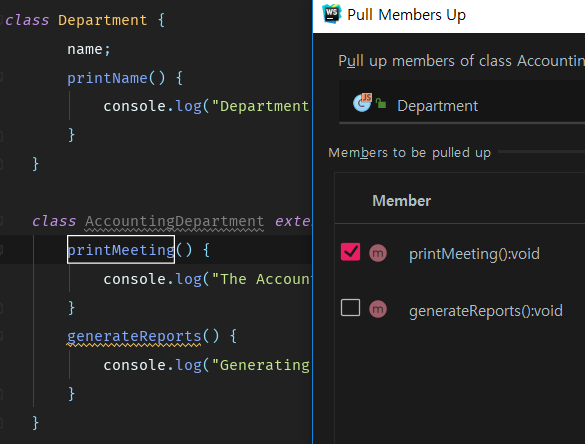 class Department {
name;
printName() {
console.log("Department
}
}
class AccountingDepartment exte
printMeeting() {
console.log("The Account
}
generateReports() {
console.log("Generating
}
}
WS Pull Members Up
Pull up members of class Accountin
JS Department
Members to be pulled up
Member
m printMeeting():void
m generateReports():void